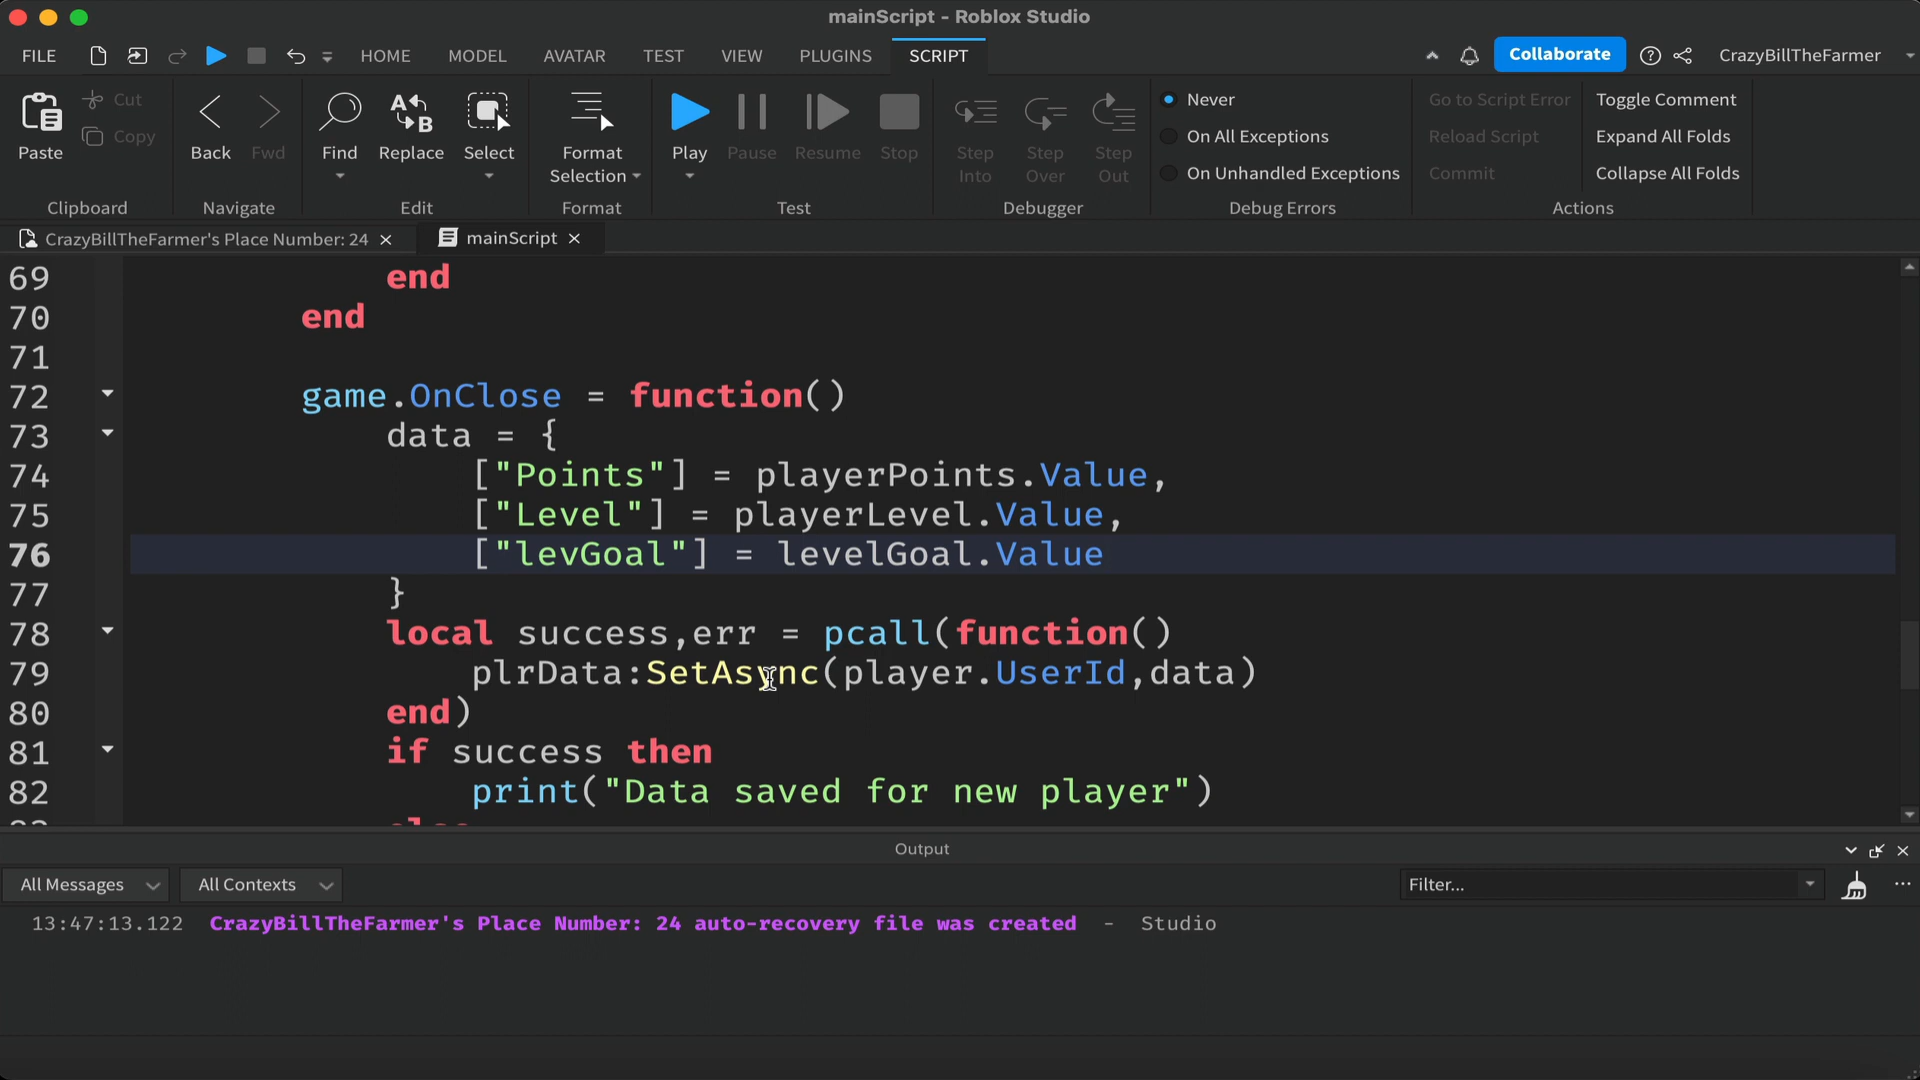 mainScript - Roblox Studio
FILE HOME MODEL AVATAR TEST VIEW PLUGINS SCRIPT Collaborate CrazyBillTheFarmer
Paste Cut Copy Clipboard
Back Fwd Navigate
Find Replace Select Edit
Format Selection Format
Play Pause Resume Stop Test
Step Into Step Over Step Out Debugger
Never
On All Exceptions
On Unhandled Exceptions
Debug Errors
Go to Script Error Toggle Comment
Reload Script Expand All Folds
Commit Collapse All Folds
Actions
CrazyBillTheFarmer's Place Number: 24 mainScript
69 end
70 end
71
72 game.OnClose = function()
73 data = {
74 ["Points"] = playerPoints.Value,
75 ["Level"] = playerLevel.Value,
76 ["levGoal"] = levelGoal.Value
77 }
78 local success,err = pcall(function()
79 plrData:SetAsync(player.UserId,data)
80 end)
81 if success then
82 print("Data saved for new player")
Output
All Messages All Contexts Filter...
13:47:13.122 CrazyBillTheFarmer's Place Number: 24 auto-recovery file was created - Studio